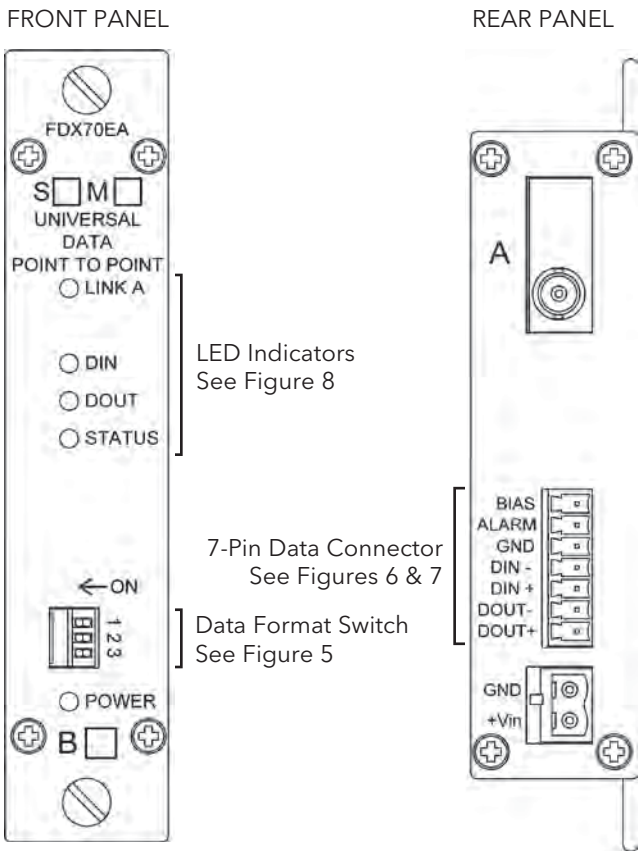 FRONT PANEL
FDX70EA
S M
UNIVERSAL
DATA
POINT TO POINT
LINK A
DIN
DOUT
STATUS
LED Indicators
See Figure 8
←ON
1
2
3
Data Format Switch
See Figure 5
POWER
B
REAR PANEL
A
7-Pin Data Connector
See Figures 6 & 7
BIAS
ALARM
GND
DIN -
DIN +
DOUT-
DOUT+
GND
+Vin